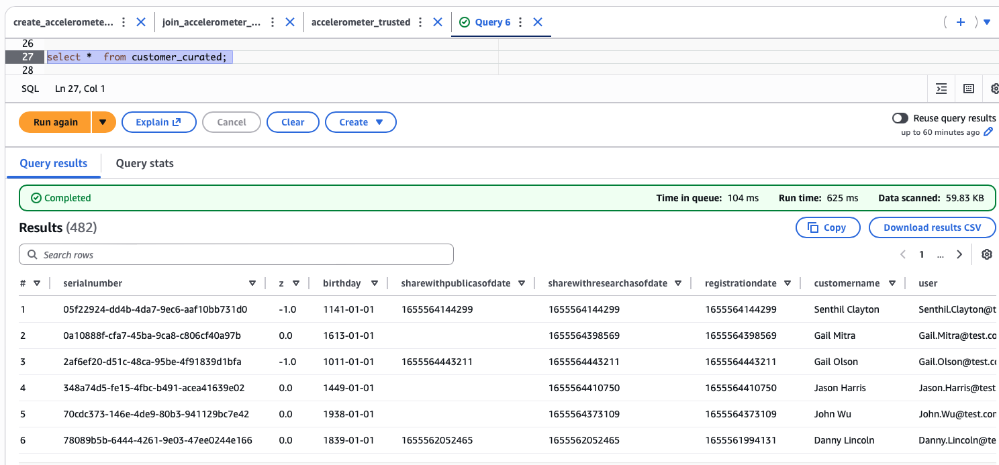 create_acceleromete... join_accelerometer_... accelerometer_trusted Query 6
26
27 select * from customer_curated;
28
SQL Ln 27, Col 1
Run again Explain Cancel Clear Create Reuse query results
up to 60 minutes ago
Query results Query stats
Completed Time in queue: 104 ms Run time: 625 ms Data scanned: 59.83 KB
Results (482) Copy Download results CSV
Search rows 1 ...
# serialnumber z birthday sharewithpublicasofdate sharewithresearchasofdate registrationdate customername user
1 05f22924-dd4b-4da7-9ec6-aaf10bb731d0 -1.0 1141-01-01 1655564144299 1655564144299 1655564144299 Senthil Clayton Senthil.Clayton@t
2 0a10888f-cfa7-45ba-9ca8-c806cf40a97b 0.0 1613-01-01 1655564398569 1655564398569 Gail Mitra Gail.Mitra@test.co
3 2af6ef20-d51c-48ca-95be-4f91839d1bfa -1.0 1011-01-01 1655564443211 1655564443211 1655564443211 Gail Olson Gail.Olson@test.co
4 348a74d5-fe15-4fbc-b491-acea41639e02 0.0 1449-01-01 1655564410750 1655564410750 Jason Harris Jason.Harris@test
5 70cdc373-146e-4de9-80b3-941129bc7e42 0.0 1938-01-01 1655564373109 1655564373109 John Wu John.Wu@test.con
6 78089b5b-6444-4261-9e03-47ee0244e166 0.0 1839-01-01 1655562052465 1655562052465 1655561994131 Danny Lincoln Danny.Lincoln@te